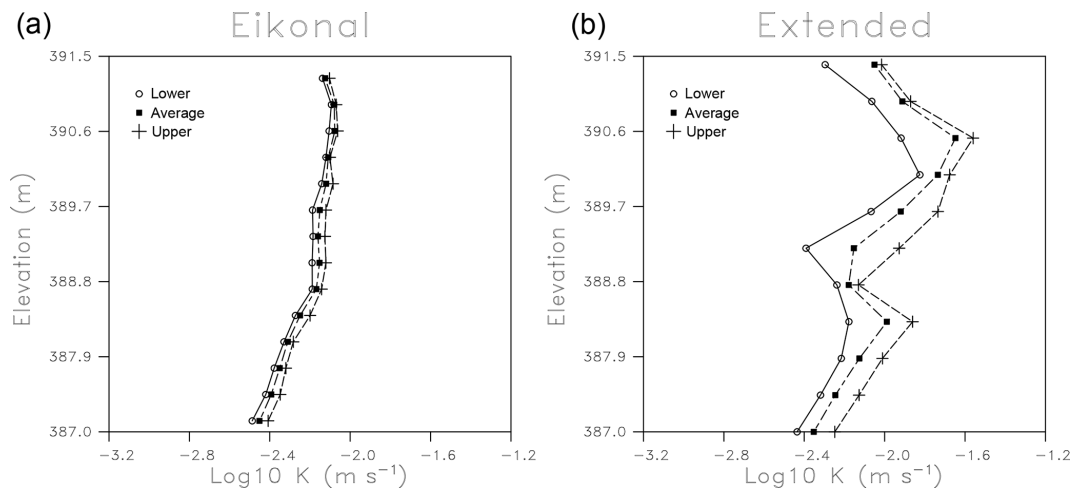 (a) Eikonal
391.5
390.6
389.7
388.8
387.9
387.0
Elevation (m)
Lower
Average
Upper
−3.2 −2.8 −2.4 −2.0 −1.6 −1.2
Log10 K (m s⁻¹)
(b) Extended
391.5
390.6
389.7
388.8
387.9
387.0
Elevation (m)
Lower
Average
Upper
−3.2 −2.8 −2.4 −2.0 −1.6 −1.2
Log10 K (m s⁻¹)